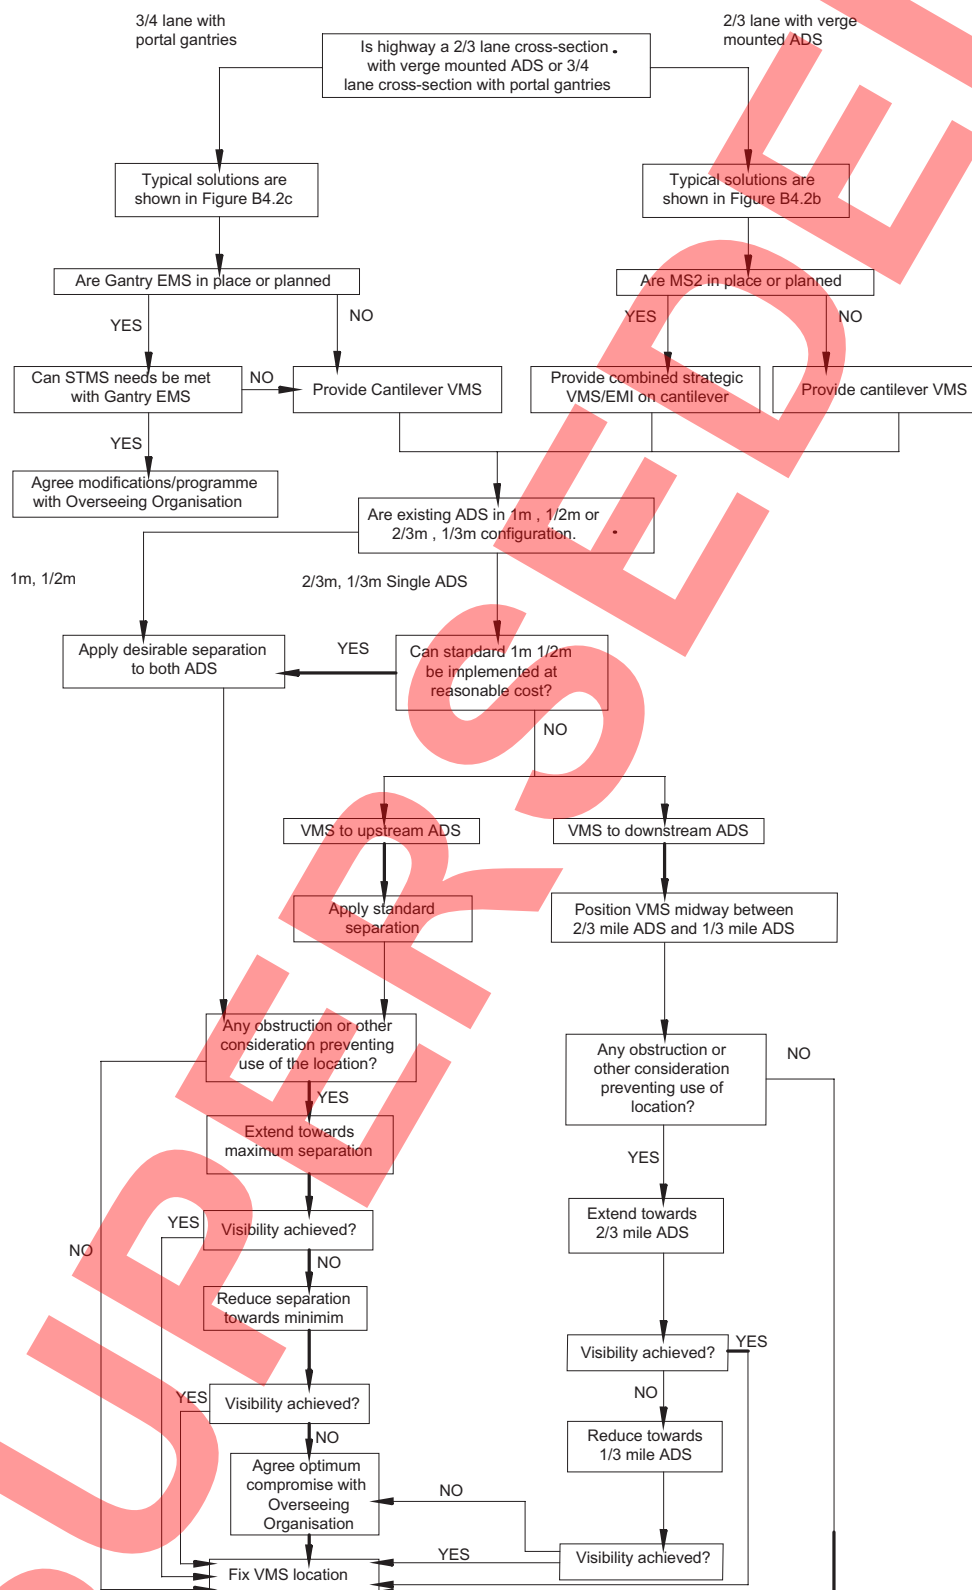 3/4 lane with
portal gantries
2/3 lane with verge
mounted ADS
Is highway a 2/3 lane cross-section .
with verge mounted ADS or 3/4
lane cross-section with portal gantries
Typical solutions are
shown in Figure B4.2c
Typical solutions are
shown in Figure B4.2b
Are Gantry EMS in place or planned
Are MS2 in place or planned
YES
NO
YES
NO
Can STMS needs be met
with Gantry EMS
NO
Provide Cantilever VMS
Provide combined strategic
VMS/EMI on cantilever
Provide cantilever VMS
YES
Agree modifications/programme
with Overseeing Organisation
Are existing ADS in 1m , 1/2m or
2/3m , 1/3m configuration. .
1m, 1/2m
2/3m, 1/3m Single ADS
Apply desirable separation
to both ADS
YES
Can standard 1m 1/2m
be implemented at
reasonable cost?
NO
VMS to upstream ADS
VMS to downstream ADS
Apply standard
separation
Position VMS midway between
2/3 mile ADS and 1/3 mile ADS
Any obstruction or other
consideration preventing
use of the location?
Any obstruction or
other consideration
preventing use of
location?
NO
YES
Extend towards
maximum separation
YES
Extend towards
2/3 mile ADS
YES
Visibility achieved?
NO
NO
Reduce separation
towards minimim
Visibility achieved?
YES
NO
YES
Visibility achieved?
NO
Reduce towards
1/3 mile ADS
Agree optimum
compromise with
Overseeing
Organisation
NO
YES
Visibility achieved?
Fix VMS location
SUPERSEDED